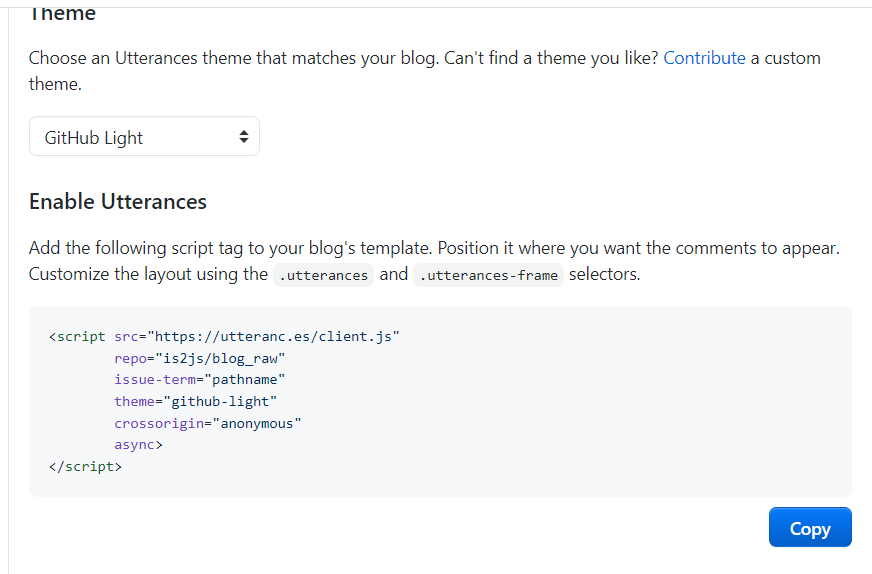 Theme
Choose an Utterances theme that matches your blog. Can't find a theme you like? Contribute a custom
theme.
GitHub Light
Enable Utterances
Add the following script tag to your blog's template. Position it where you want the comments to appear.
Customize the layout using the .utterances and .utterances-frame selectors.
<script src="https://utteranc.es/client.js"
        repo="is2js/blog_raw"
        issue-term="pathname"
        theme="github-light"
        crossorigin="anonymous"
        async>
</script>
Copy